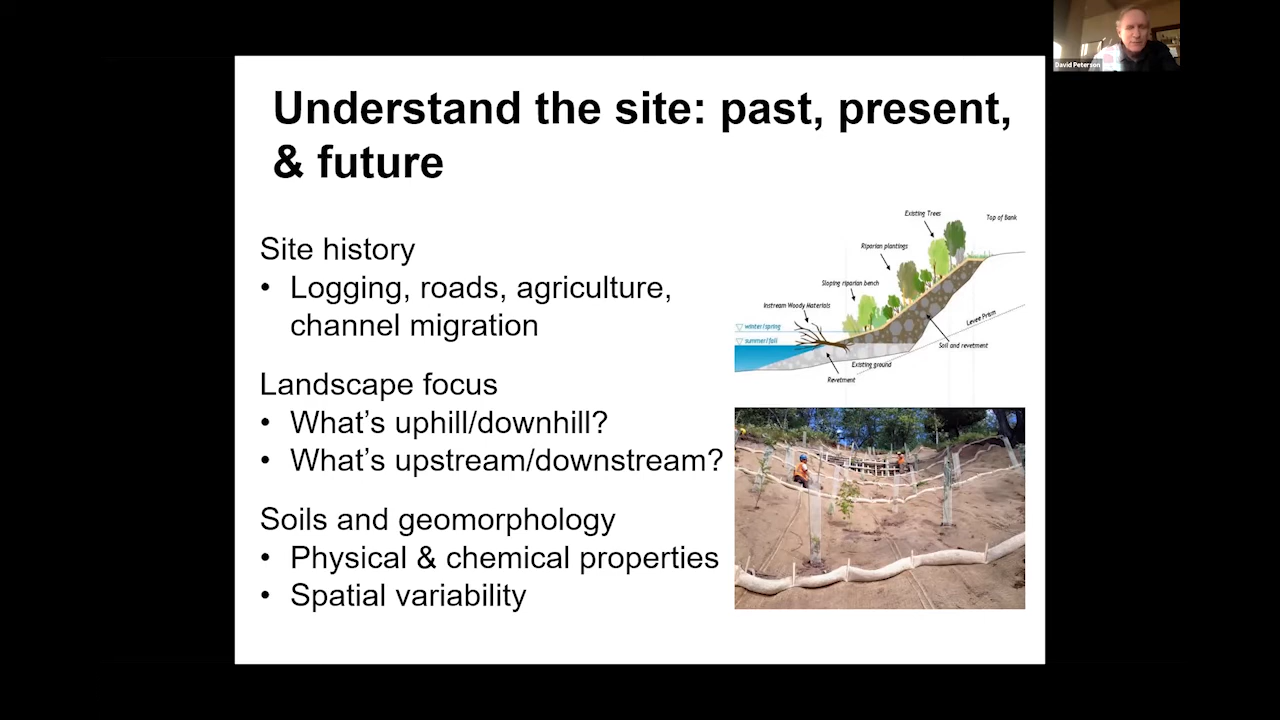 David Peterson
Understand the site: past, present,
& future
Site history
• Logging, roads, agriculture,
channel migration
Landscape focus
• What’s uphill/downhill?
• What’s upstream/downstream?
Soils and geomorphology
• Physical & chemical properties
• Spatial variability
Existing Trees
Top of Bank
Riparian plantings
Sloping riparian bench
Instream Woody Materials
winter/spring
summer/fall
Levee Prism
Soil and revetment
Existing ground
Revetment